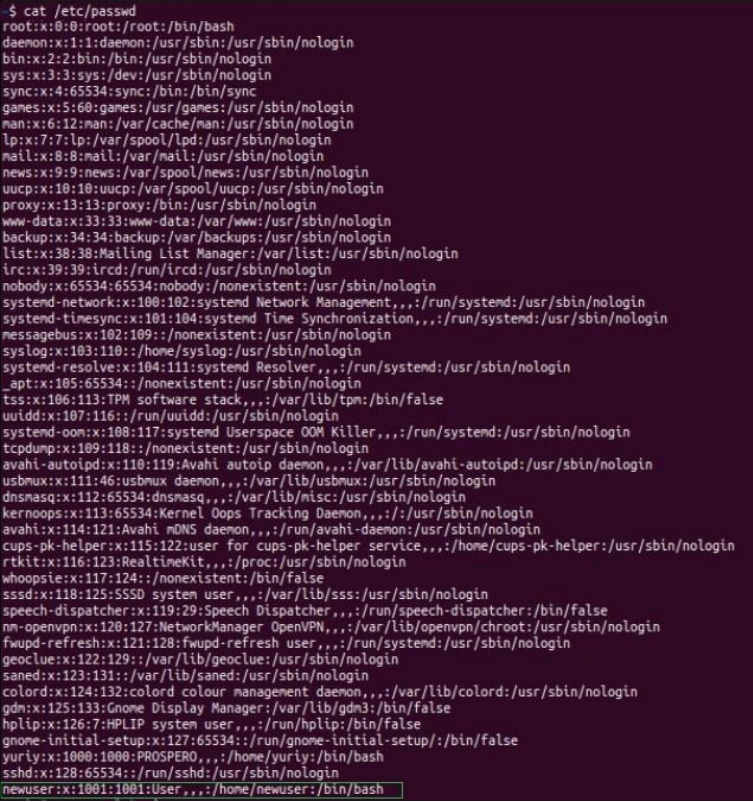 ~$ cat /etc/passwd
root:x:0:0:root:/root:/bin/bash
daemon:x:1:1:daemon:/usr/sbin:/usr/sbin/nologin
bin:x:2:2:bin:/bin:/usr/sbin/nologin
sys:x:3:3:sys:/dev:/usr/sbin/nologin
sync:x:4:65534:sync:/bin:/bin/sync
games:x:5:60:games:/usr/games:/usr/sbin/nologin
man:x:6:12:man:/var/cache/man:/usr/sbin/nologin
lp:x:7:7:lp:/var/spool/lpd:/usr/sbin/nologin
mail:x:8:8:mail:/var/mail:/usr/sbin/nologin
news:x:9:9:news:/var/spool/news:/usr/sbin/nologin
uucp:x:10:10:uucp:/var/spool/uucp:/usr/sbin/nologin
proxy:x:13:13:proxy:/bin:/usr/sbin/nologin
www-data:x:33:33:www-data:/var/www:/usr/sbin/nologin
backup:x:34:34:backup:/var/backups:/usr/sbin/nologin
list:x:38:38:Mailing List Manager:/var/list:/usr/sbin/nologin
irc:x:39:39:ircd:/run/ircd:/usr/sbin/nologin
nobody:x:65534:65534:nobody:/nonexistent:/usr/sbin/nologin
systemd-network:x:100:102:systemd Network Management,,,:/run/systemd:/usr/sbin/nologin
systemd-timesync:x:101:104:systemd Time Synchronization,,,:/run/systemd:/usr/sbin/nologin
messagebus:x:102:109::/nonexistent:/usr/sbin/nologin
syslog:x:103:110::/home/syslog:/usr/sbin/nologin
systemd-resolve:x:104:111:systemd Resolver,,,:/run/systemd:/usr/sbin/nologin
_apt:x:105:65534::/nonexistent:/usr/sbin/nologin
tss:x:106:113:TPM software stack,,,:/var/lib/tpm:/bin/false
uuidd:x:107:116::/run/uuidd:/usr/sbin/nologin
systemd-oom:x:108:117:systemd Userspace OOM Killer,,,:/run/systemd:/usr/sbin/nologin
tcpdump:x:109:118::/nonexistent:/usr/sbin/nologin
avahi-autoipd:x:110:119:Avahi autoip daemon,,,:/var/lib/avahi-autoipd:/usr/sbin/nologin
usbmux:x:111:46:usbmux daemon,,,:/var/lib/usbmux:/usr/sbin/nologin
dnsmasq:x:112:65534:dnsmasq,,,:/var/lib/misc:/usr/sbin/nologin
kernoops:x:113:65534:Kernel Oops Tracking Daemon,,,:/:/usr/sbin/nologin
avahi:x:114:121:Avahi mDNS daemon,,,:/run/avahi-daemon:/usr/sbin/nologin
cups-pk-helper:x:115:122:user for cups-pk-helper service,,,:/home/cups-pk-helper:/usr/sbin/nologin
rtkit:x:116:123:RealtimeKit,,,:/proc:/usr/sbin/nologin
whoopsie:x:117:124::/nonexistent:/bin/false
sssd:x:118:125:SSSD system user,,,:/var/lib/sss:/usr/sbin/nologin
speech-dispatcher:x:119:29:Speech Dispatcher,,,:/run/speech-dispatcher:/bin/false
nm-openvpn:x:120:127:NetworkManager OpenVPN,,,:/var/lib/openvpn/chroot:/usr/sbin/nologin
fwupd-refresh:x:121:128:fwupd-refresh user,,,:/run/systemd:/usr/sbin/nologin
geoclue:x:122:129::/var/lib/geoclue:/usr/sbin/nologin
saned:x:123:131::/var/lib/saned:/usr/sbin/nologin
colord:x:124:132:colord colour management daemon,,,:/var/lib/colord:/usr/sbin/nologin
gdm:x:125:133:Gnome Display Manager:/var/lib/gdm3:/bin/false
hplip:x:126:7:HPLIP system user,,,:/run/hplip:/bin/false
gnome-initial-setup:x:127:65534::/run/gnome-initial-setup/:/bin/false
yuriy:x:1000:1000:PROSPERO,,,:/home/yuriy:/bin/bash
sshd:x:128:65534::/run/sshd:/usr/sbin/nologin
newuser:x:1001:1001:User,,,:/home/newuser:/bin/bash